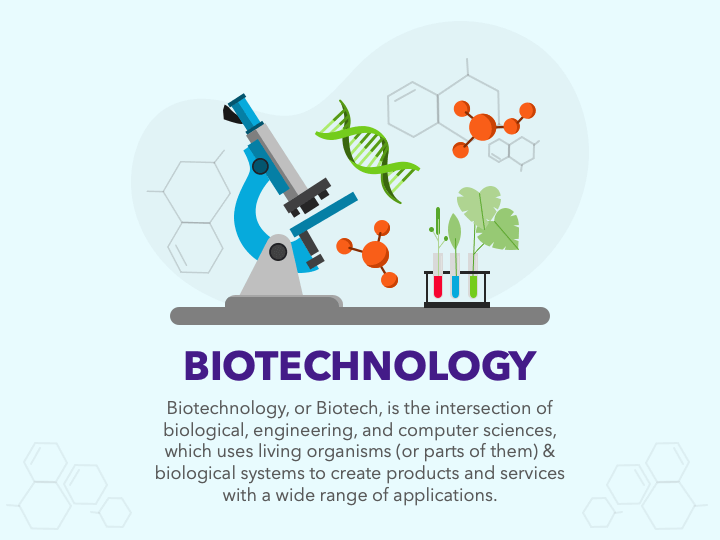 BIOTECHNOLOGY
Biotechnology, or Biotech, is the intersection of
biological, engineering, and computer sciences,
which uses living organisms (or parts of them) &
biological systems to create products and services
with a wide range of applications.